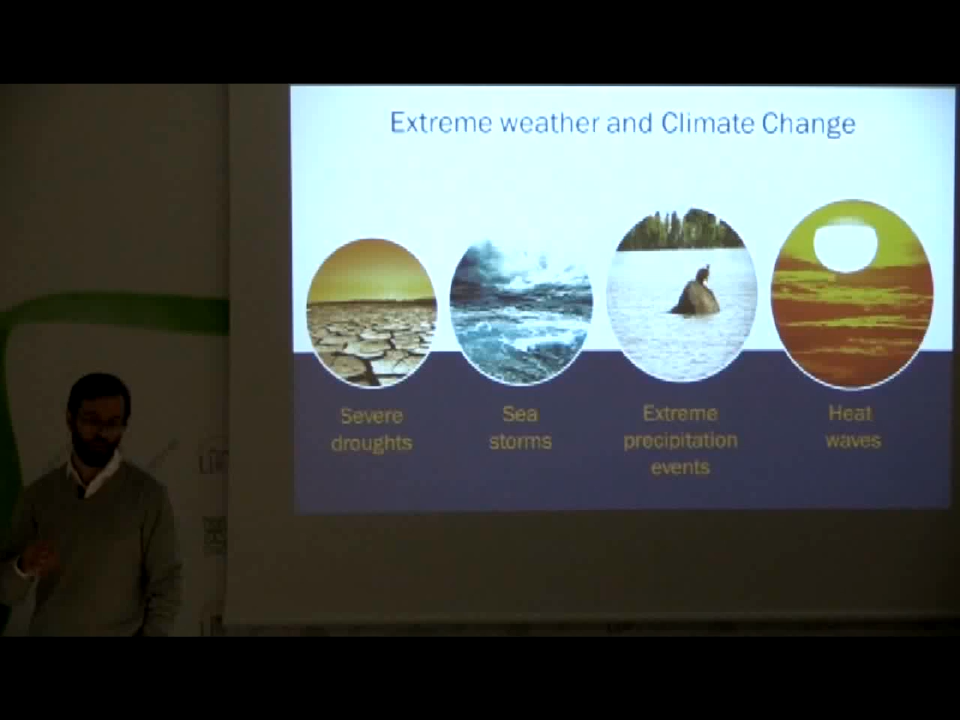 Extreme weather and Climate Change
Severe
droughts
Sea
storms
Extreme
precipitation
events
Heat
waves